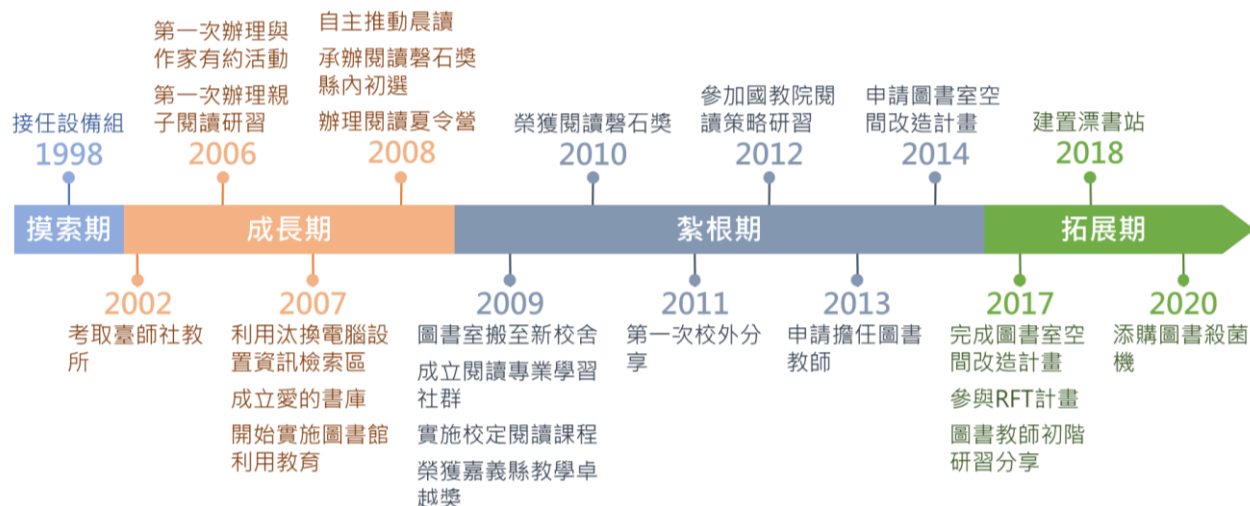 接任設備組
1998
第一次辦理與
作家有約活動
第一次辦理親
子閱讀研習
2006
自主推動晨讀
承辦閱讀磬石獎
縣內初選
辦理閱讀夏令營
2008
榮獲閱讀磬石獎
2010
參加國教院閱
讀策略研習
2012
申請圖書室空
間改造計畫
2014
建置漂書站
2018
摸索期
成長期
紮根期
拓展期
2002
考取臺師社教
所
2007
利用汰換電腦設
置資訊檢索區
成立愛的書庫
開始實施圖書館
利用教育
2009
圖書室搬至新校舍
成立閱讀專業學習
社群
實施校定閱讀課程
榮獲嘉義縣教學卓
越獎
2011
第一次校外分
享
2013
申請擔任圖書
教師
2017
完成圖書室空
間改造計畫
參與RFT計畫
圖書教師初階
研習分享
2020
添購圖書殺菌
機